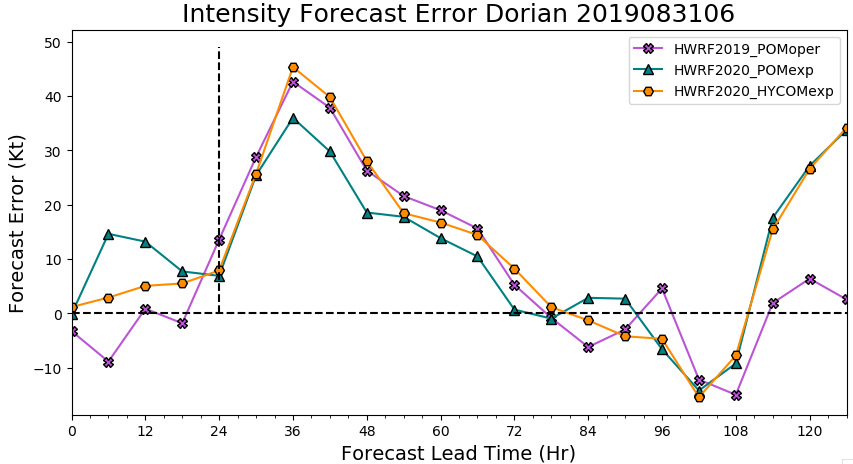 Intensity Forecast Error Dorian 2019083106
HWRF2019_POMoper
HWRF2020_POMexp
HWRF2020_HYCOMexp
Forecast Error (Kt)
50
40
30
20
10
0
−10
0 12 24 36 48 60 72 84 96 108 120
Forecast Lead Time (Hr)